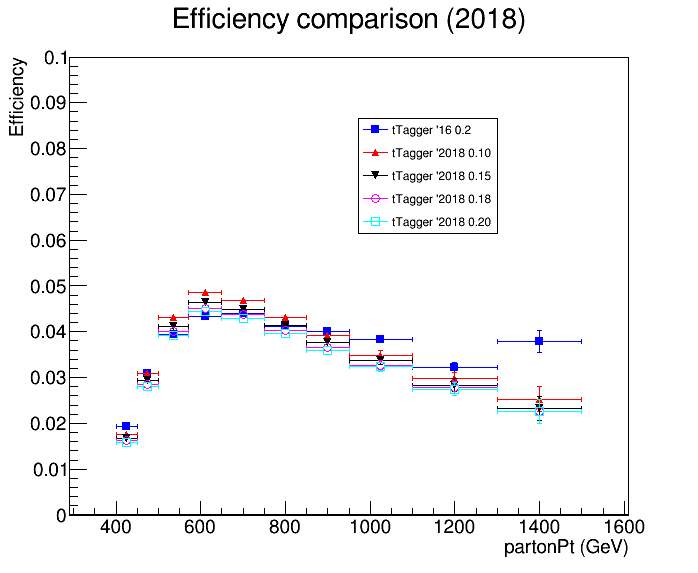 Efficiency comparison (2018)
Efficiency
0.1
0.09
0.08
0.07
0.06
0.05
0.04
0.03
0.02
0.01
0
tTagger '16 0.2
tTagger '2018 0.10
tTagger '2018 0.15
tTagger '2018 0.18
tTagger '2018 0.20
400 600 800 1000 1200 1400 1600
partonPt (GeV)